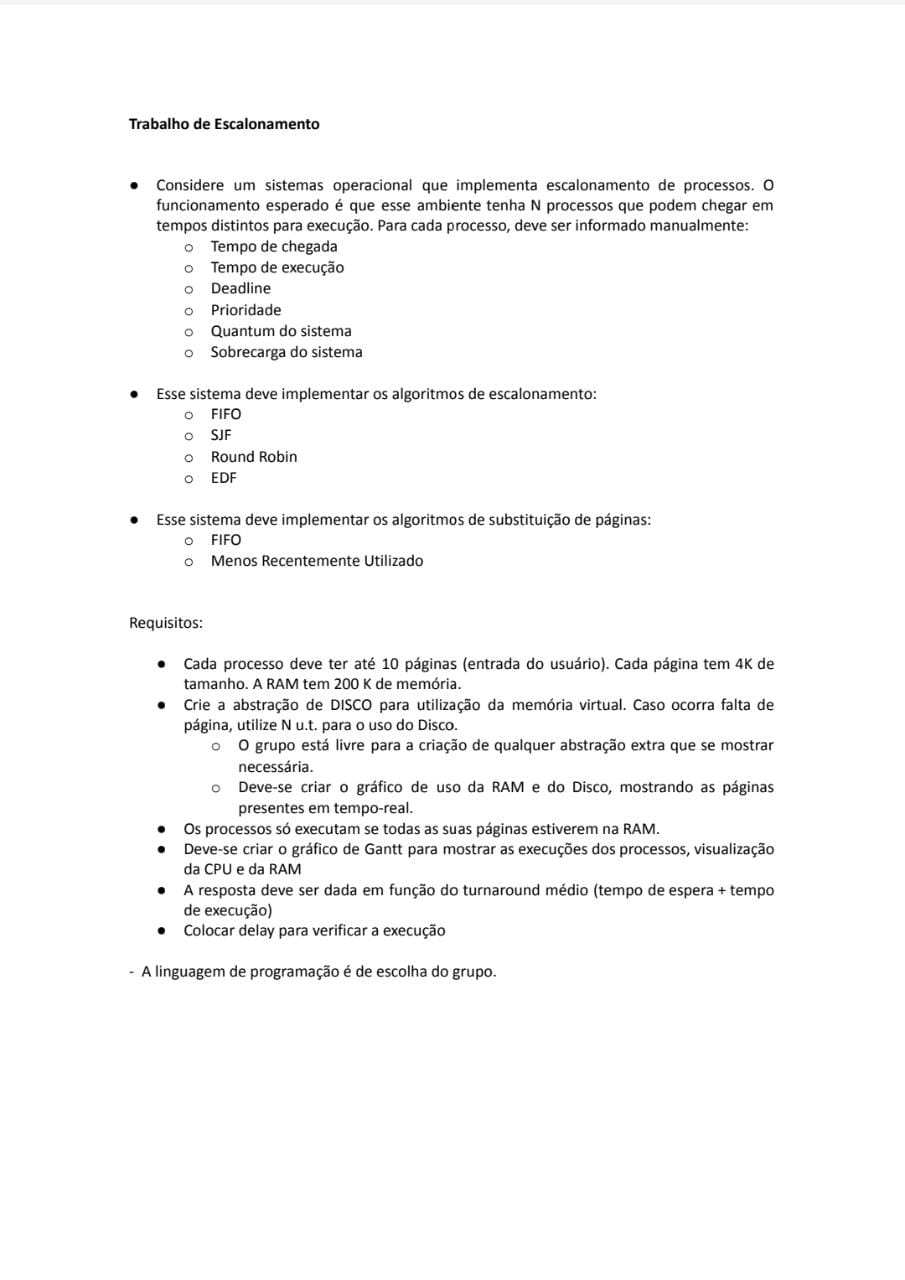 Trabalho de Escalonamento
● Considere um sistemas operacional que implementa escalonamento de processos. O
funcionamento esperado é que esse ambiente tenha N processos que podem chegar em
tempos distintos para execução. Para cada processo, deve ser informado manualmente:
○ Tempo de chegada
○ Tempo de execução
○ Deadline
○ Prioridade
○ Quantum do sistema
○ Sobrecarga do sistema
● Esse sistema deve implementar os algoritmos de escalonamento:
○ FIFO
○ SJF
○ Round Robin
○ EDF
● Esse sistema deve implementar os algoritmos de substituição de páginas:
○ FIFO
○ Menos Recentemente Utilizado
Requisitos:
● Cada processo deve ter até 10 páginas (entrada do usuário). Cada página tem 4K de
tamanho. A RAM tem 200 K de memória.
● Crie a abstração de DISCO para utilização da memória virtual. Caso ocorra falta de
página, utilize N u.t. para o uso do Disco.
○ O grupo está livre para a criação de qualquer abstração extra que se mostrar
necessária.
○ Deve-se criar o gráfico de uso da RAM e do Disco, mostrando as páginas
presentes em tempo-real.
● Os processos só executam se todas as suas páginas estiverem na RAM.
● Deve-se criar o gráfico de Gantt para mostrar as execuções dos processos, visualização
da CPU e da RAM
● A resposta deve ser dada em função do turnaround médio (tempo de espera + tempo
de execução)
● Colocar delay para verificar a execução
- A linguagem de programação é de escolha do grupo.